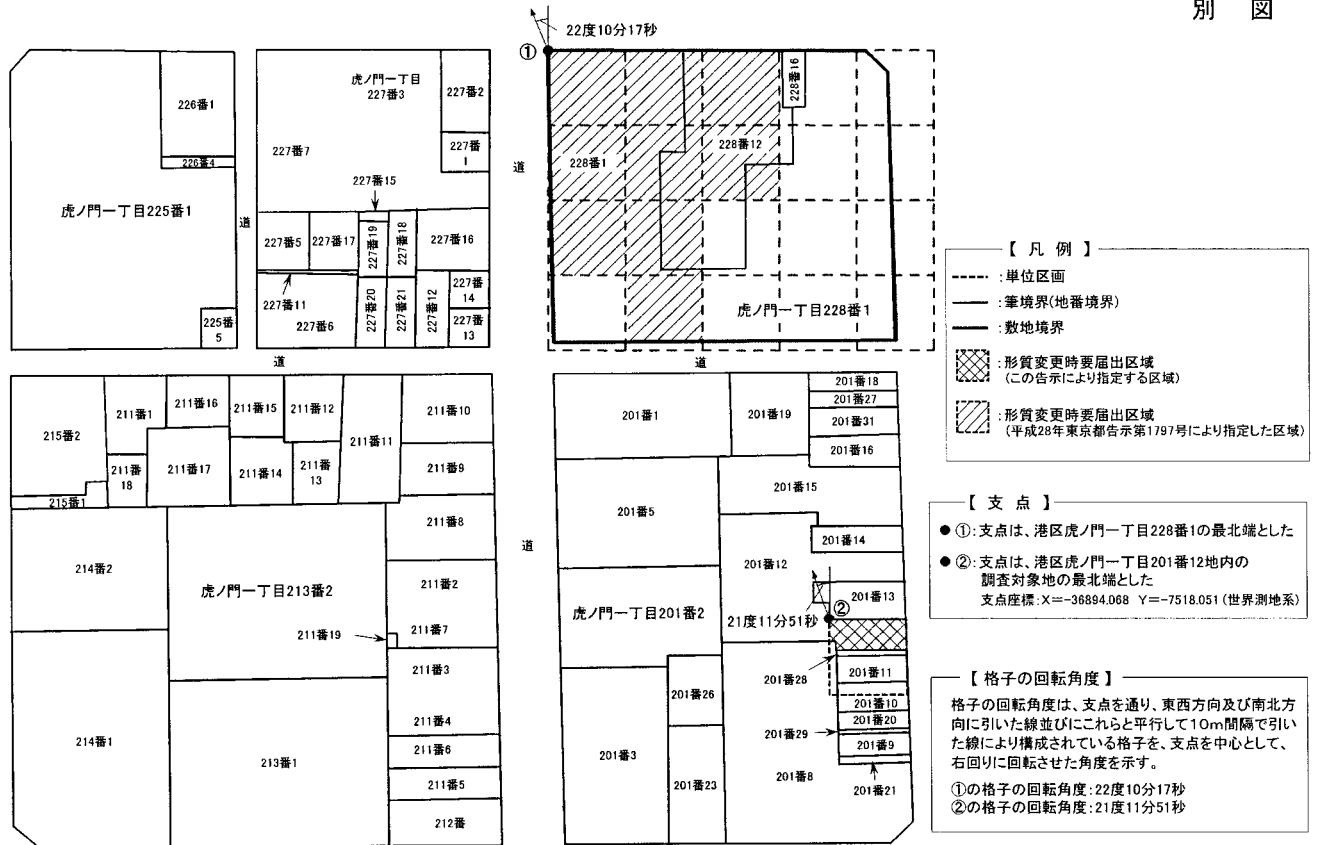 別 図
22度10分17秒
①
虎ノ門一丁目225番1
226番1
226番4
225番
5
道
虎ノ門一丁目
227番3
227番2
227番
1
227番7
227番15
227番5
227番17
227番19
227番18
227番16
227番11
227番6
227番20
227番21
227番12
227番
14
227番
13
道
道
228番1
228番12
228番16
虎ノ門一丁目228番1
道
215番2
211番1
211番16
211番15
211番12
211番11
211番10
211番
18
211番17
211番14
211番
13
211番9
215番1
211番8
214番2
虎ノ門一丁目213番2
211番2
211番19
211番7
211番3
214番1
213番1
211番4
211番6
211番5
212番
道
201番1
201番19
201番18
201番27
201番31
201番16
201番5
201番15
201番14
201番12
201番13
虎ノ門一丁目201番2
21度11分51秒
②
201番28
201番11
201番26
201番10
201番20
201番29
201番9
201番3
201番23
201番8
201番21
【 凡 例 】
:単位区画
:筆境界(地番境界)
:敷地境界
:形質変更時要届出区域
(この告示により指定する区域)
:形質変更時要届出区域
(平成28年東京都告示第1797号により指定した区域)
【 支 点 】
● ①:支点は、港区虎ノ門一丁目228番1の最北端とした
● ②:支点は、港区虎ノ門一丁目201番12地内の
調査対象地の最北端とした
支点座標:X=-36894.068 Y=-7518.051(世界測地系)
【 格子の回転角度 】
格子の回転角度は、支点を通り、東西方向及び南北方
向に引いた線並びにこれらと平行して10m間隔で引い
た線により構成されている格子を、支点を中心として、
右回りに回転させた角度を示す。
①の格子の回転角度:22度10分17秒
②の格子の回転角度:21度11分51秒